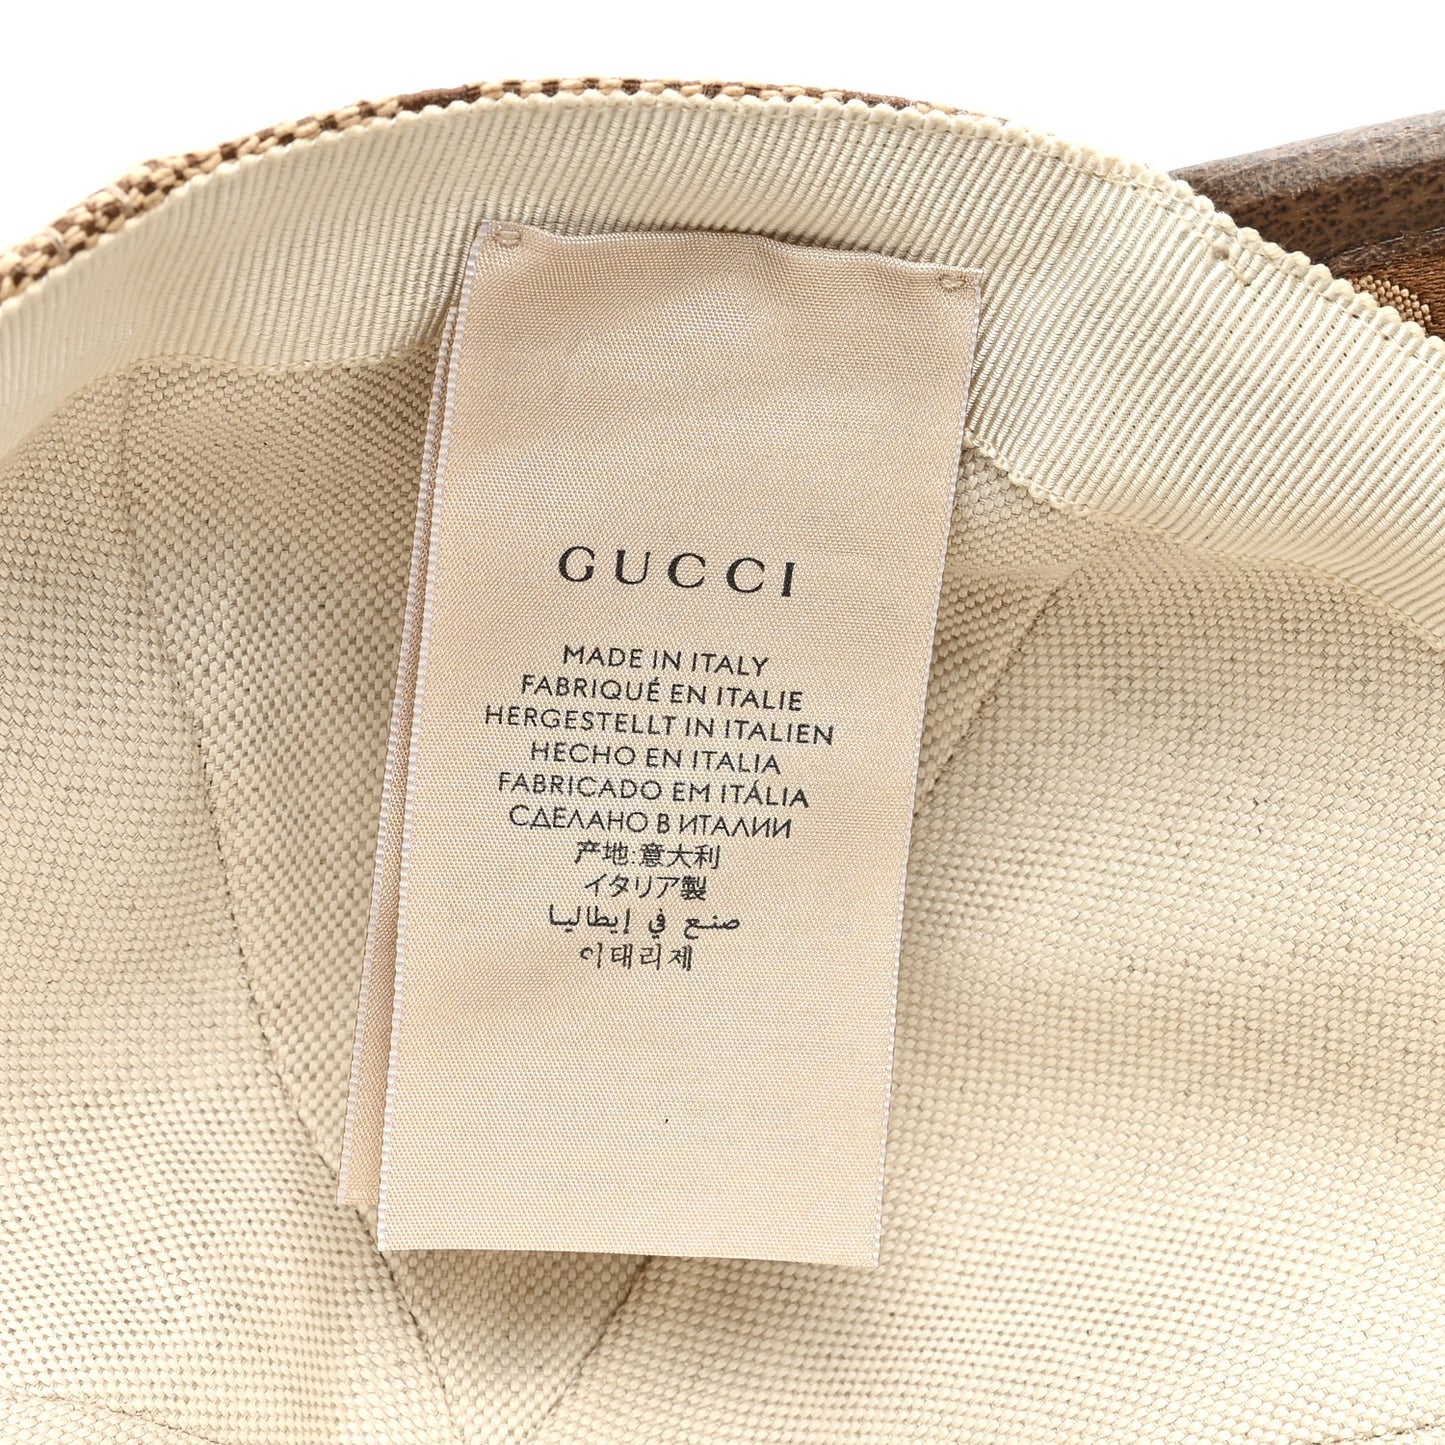 GUCCI
MADE IN ITALY
FABRIQUÉ EN ITALIE
HERGESTELLT IN ITALIEN
HECHO EN ITALIA
FABRICADO EM ITÁLIA
СДЕЛАНО В ИТАЛИИ
产地:意大利
イタリア製
صنع في إيطاليا
이태리제